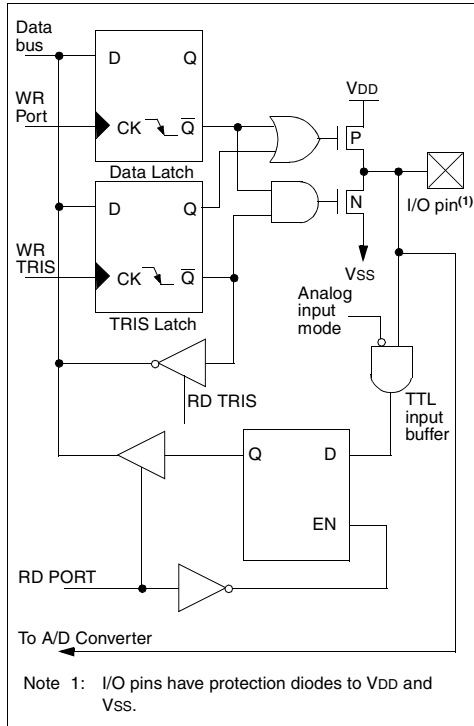 Data
bus
D
Q
VDD
WR
Port
CK
Q
P
Data Latch
I/O pin(1)
D
Q
N
WR
TRIS
CK
Q
VSS
TRIS Latch
Analog
input
mode
TTL
input
buffer
RD TRIS
Q
D
EN
RD PORT
To A/D Converter
Note 1: I/O pins have protection diodes to VDD and
VSS.